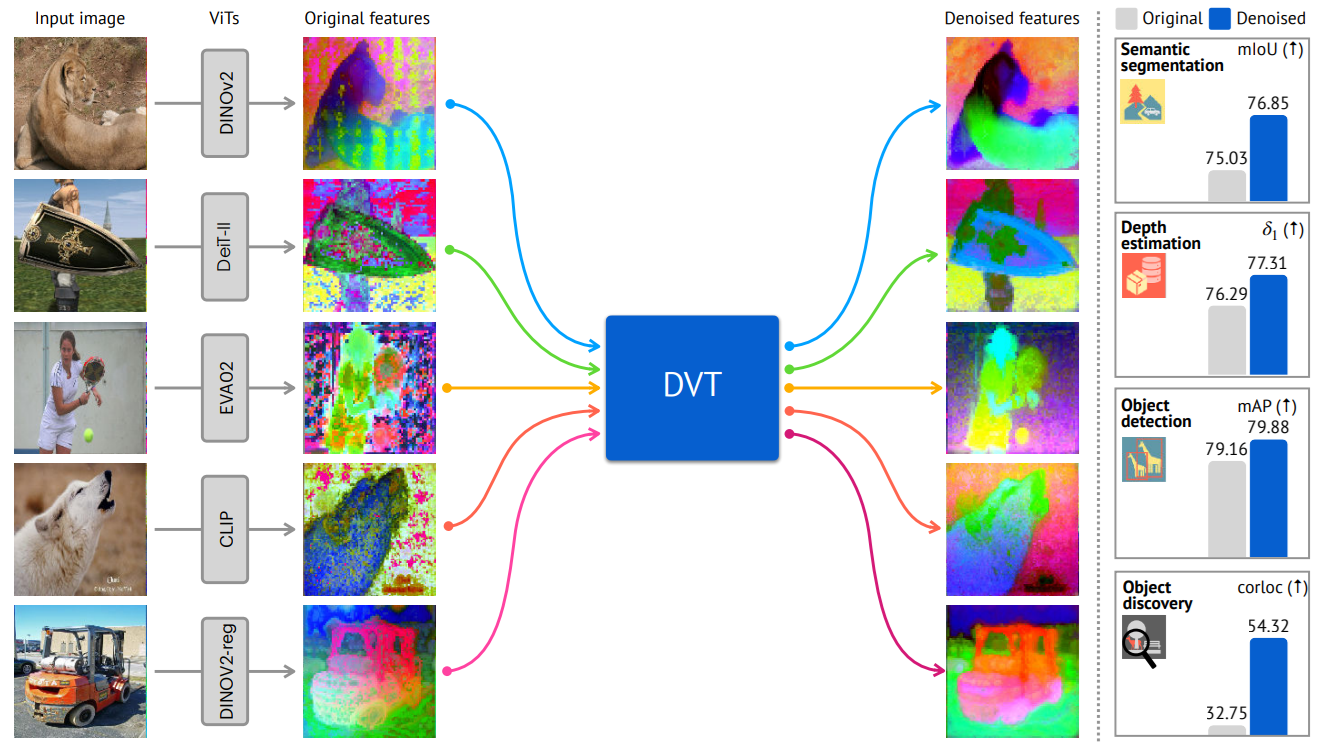 Input image
ViTs
Original features
Denoised features
Original
Denoised
DINOv2
DeiT-III
EVA02
CLIP
DINOV2-reg
DVT
Semantic
segmentation
mIoU (↑)
75.03
76.85
Depth
estimation
δ1 (↑)
76.29
77.31
Object
detection
mAP (↑)
79.16
79.88
Object
discovery
corloc (↑)
32.75
54.32